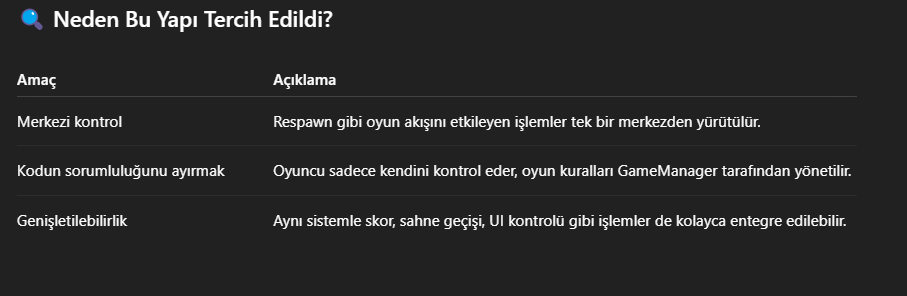 🔍 Neden Bu Yapı Tercih Edildi?
Amaç Açıklama
Merkezi kontrol Respawn gibi oyun akışını etkileyen işlemler tek bir merkezden yürütülür.
Kodun sorumluluğunu ayırmak Oyuncu sadece kendini kontrol eder, oyun kuralları GameManager tarafından yönetilir.
Genişletilebilirlik Aynı sistemle skor, sahne geçişi, UI kontrolü gibi işlemler de kolayca entegre edilebilir.